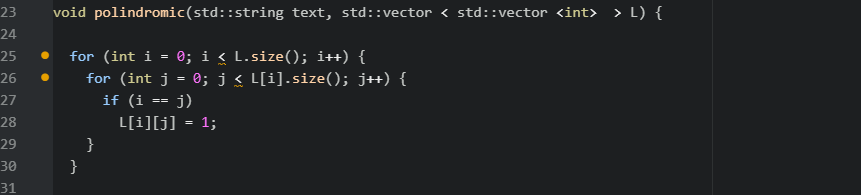 23 void polindromic(std::string text, std::vector < std::vector <int>  > L) {
24
25   for (int i = 0; i < L.size(); i++) {
26     for (int j = 0; j < L[i].size(); j++) {
27       if (i == j)
28         L[i][j] = 1;
29     }
30   }
31